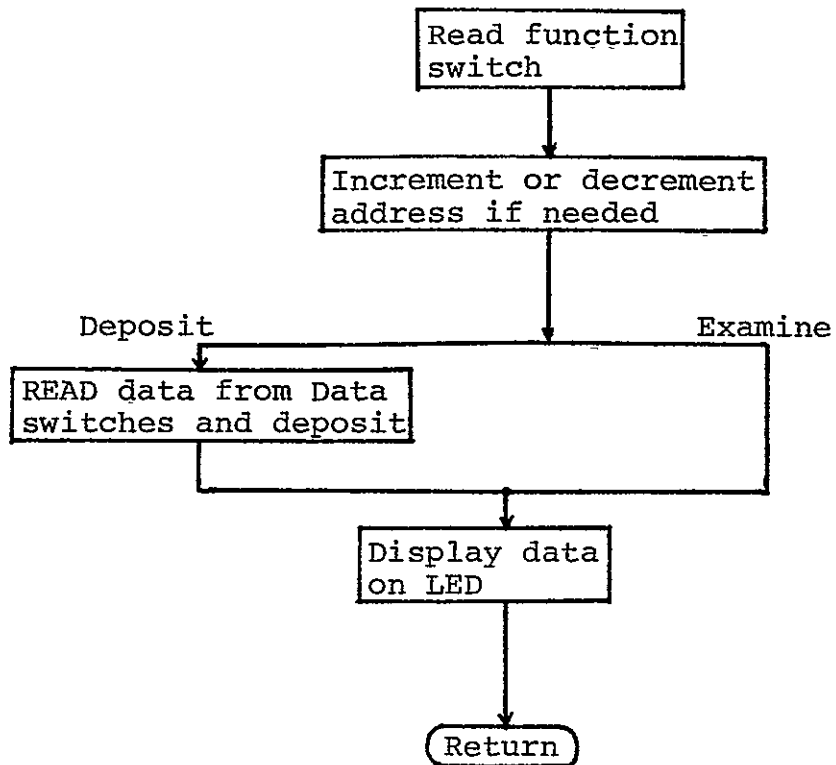 Read function
switch
Increment or decrement
address if needed
Deposit
Examine
READ data from Data
switches and deposit
Display data
on LED
Return